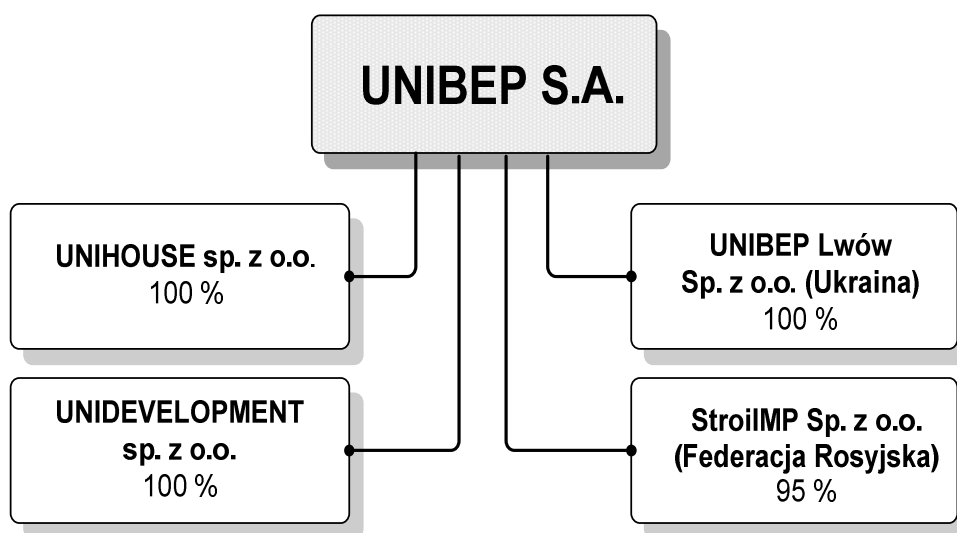 UNIBEP S.A.
UNIHOUSE sp. z o.o.
100 %
UNIBEP Lwów
Sp. z o.o. (Ukraina)
100 %
UNIDEVELOPMENT
sp. z o.o.
100 %
StroiIMP Sp. z o.o.
(Federacja Rosyjska)
95 %